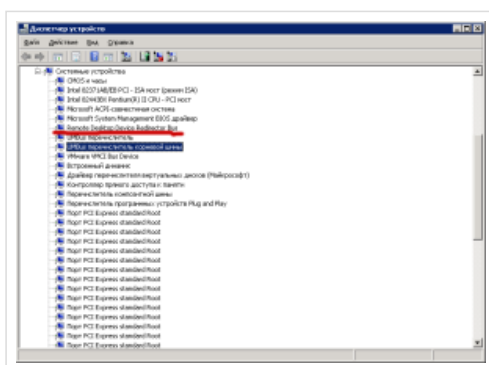 Диспетчер устройств
Файл Действие Вид Справка
Системные устройства
CMOS и часы
Intel 82371AB/EB PCI - ISA мост (режим ISA)
Intel 82443BX Pentium(R) II CPU - PCI мост
Microsoft ACPI-совместимая система
Microsoft System Management BIOS драйвер
Remote Desktop Device Redirector Bus
UMBus перечислитель
UMBus перечислитель корневой шины
VMware VMCI Bus Device
Встроенный динамик
Драйвер перечислителя виртуальных дисков (Майкрософт)
Контроллер прямого доступа к памяти
Перечислитель композитной шины
Перечислитель программных устройств Plug and Play
Порт PCI Express standard Root
Порт PCI Express standard Root
Порт PCI Express standard Root
Порт PCI Express standard Root
Порт PCI Express standard Root
Порт PCI Express standard Root
Порт PCI Express standard Root
Порт PCI Express standard Root
Порт PCI Express standard Root
Порт PCI Express standard Root
Порт PCI Express standard Root
Порт PCI Express standard Root
Порт PCI Express standard Root
Порт PCI Express standard Root